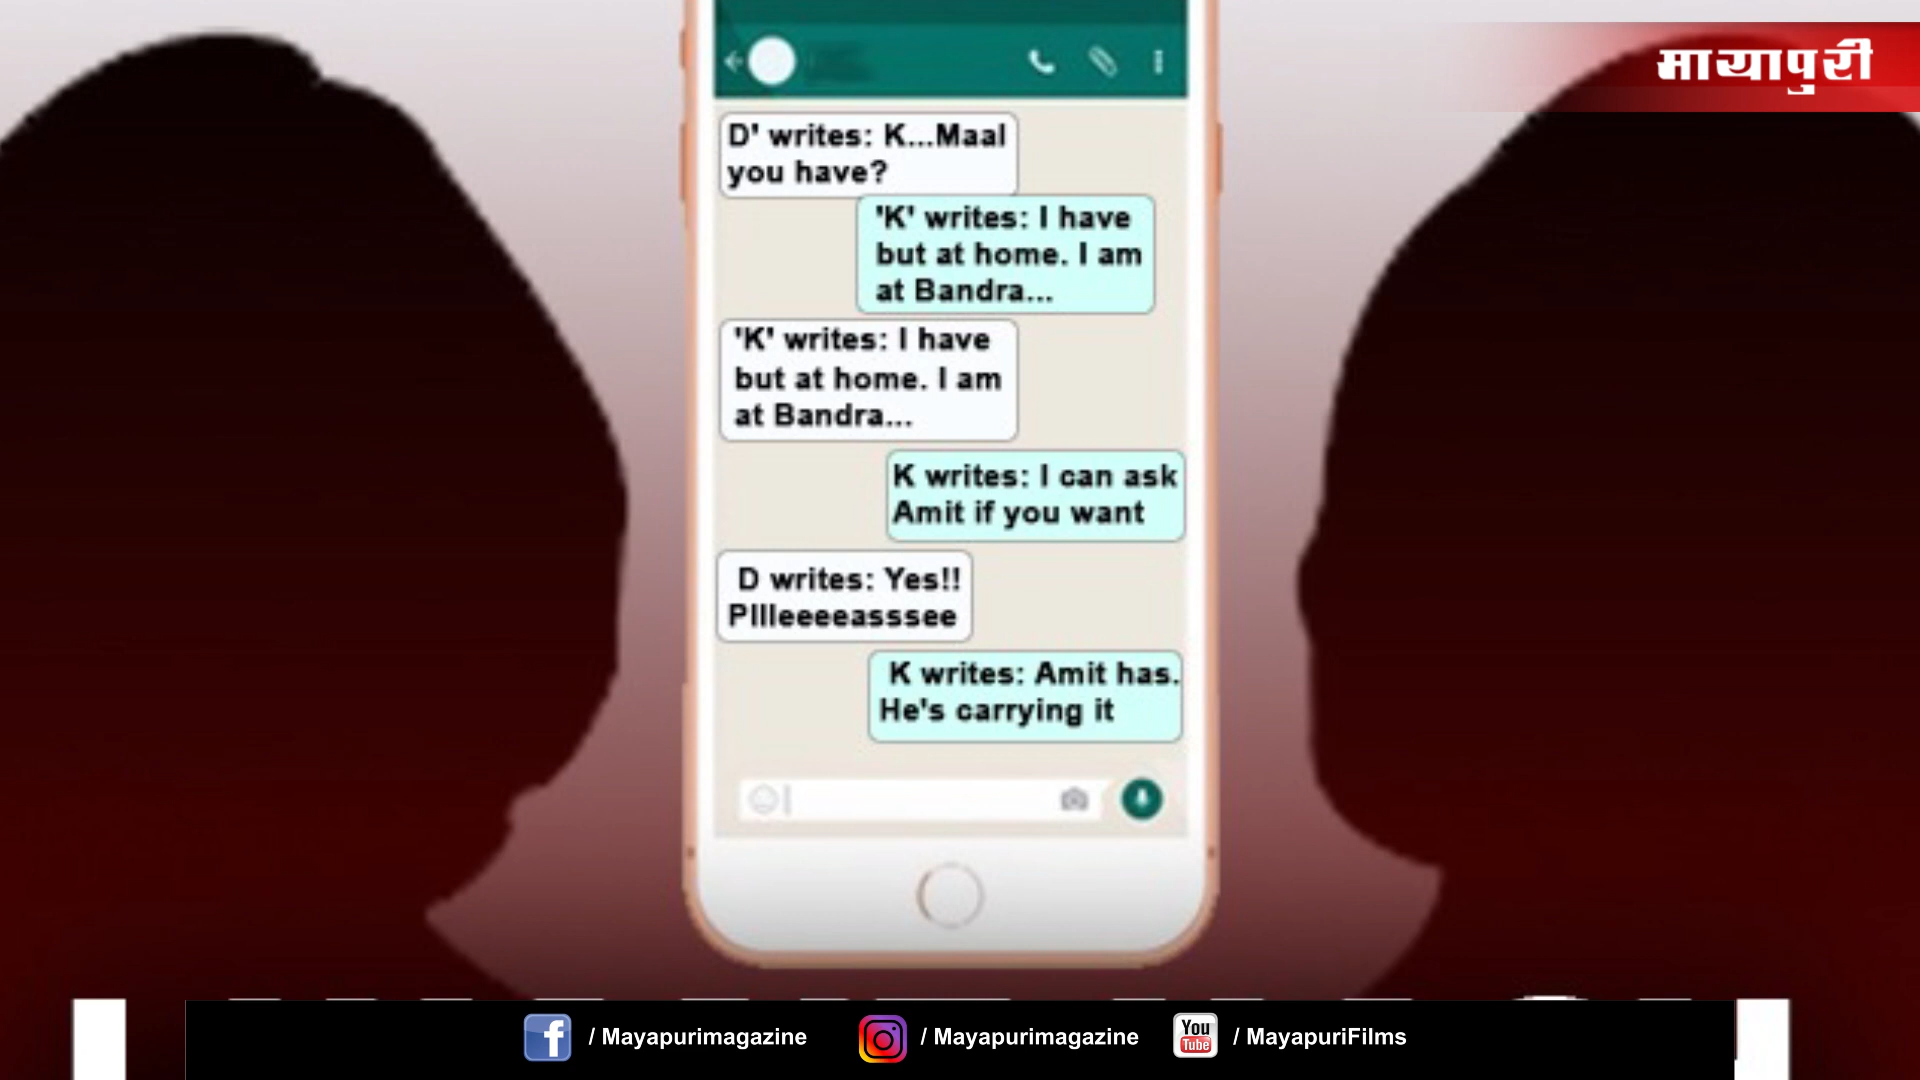 मायापुरी
D' writes: K...Maal
you have?
'K' writes: I have
but at home. I am
at Bandra...
'K' writes: I have
but at home. I am
at Bandra...
K writes: I can ask
Amit if you want
D writes: Yes!!
Pllleeeeasssee
K writes: Amit has.
He's carrying it
/ Mayapurimagazine
/ Mayapurimagazine
You
Tube
/ MayapuriFilms